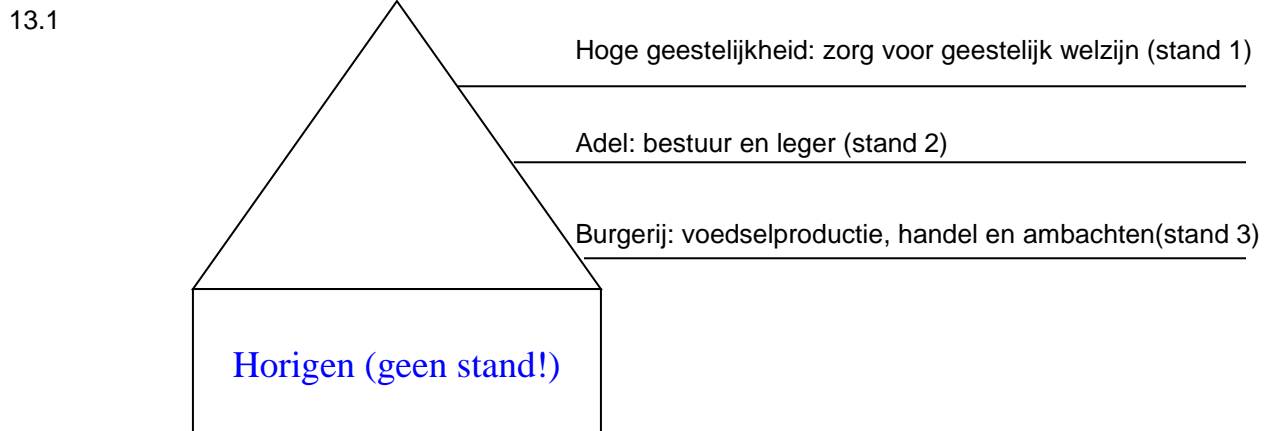 13.1
Hoge geestelijkheid: zorg voor geestelijk welzijn (stand 1)
Adel: bestuur en leger (stand 2)
Burgerij: voedselproductie, handel en ambachten(stand 3)
Horigen (geen stand!)